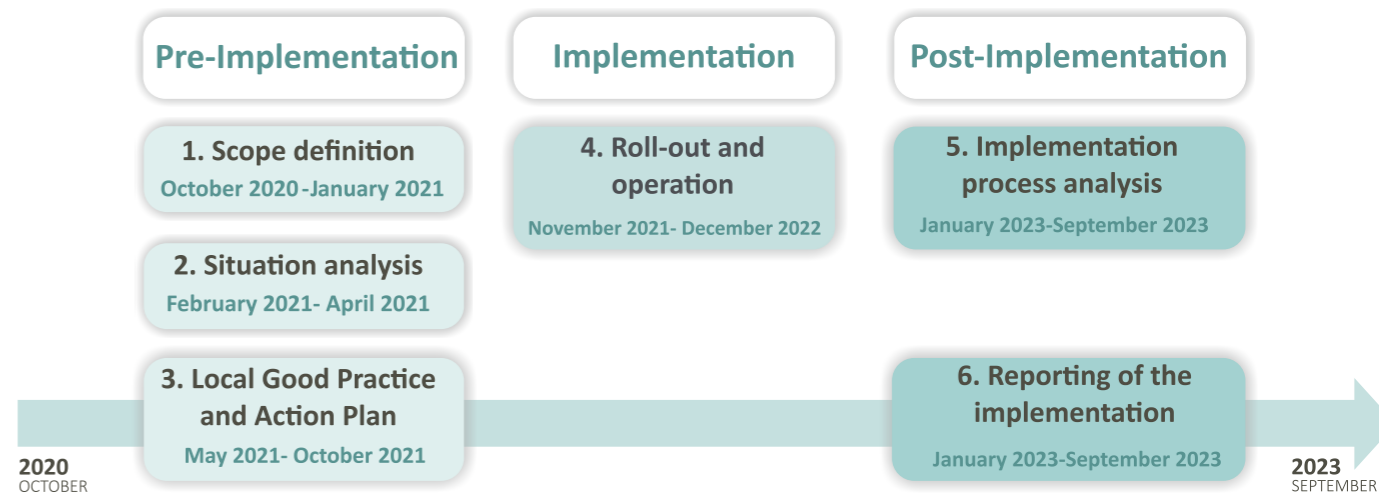 Pre-Implementation
Implementation
Post-Implementation
1. Scope definition
October 2020 -January 2021
2. Situation analysis
February 2021- April 2021
3. Local Good Practice
and Action Plan
May 2021- October 2021
4. Roll-out and
operation
November 2021- December 2022
5. Implementation
process analysis
January 2023-September 2023
6. Reporting of the
implementation
January 2023-September 2023
2020
OCTOBER
2023
SEPTEMBER